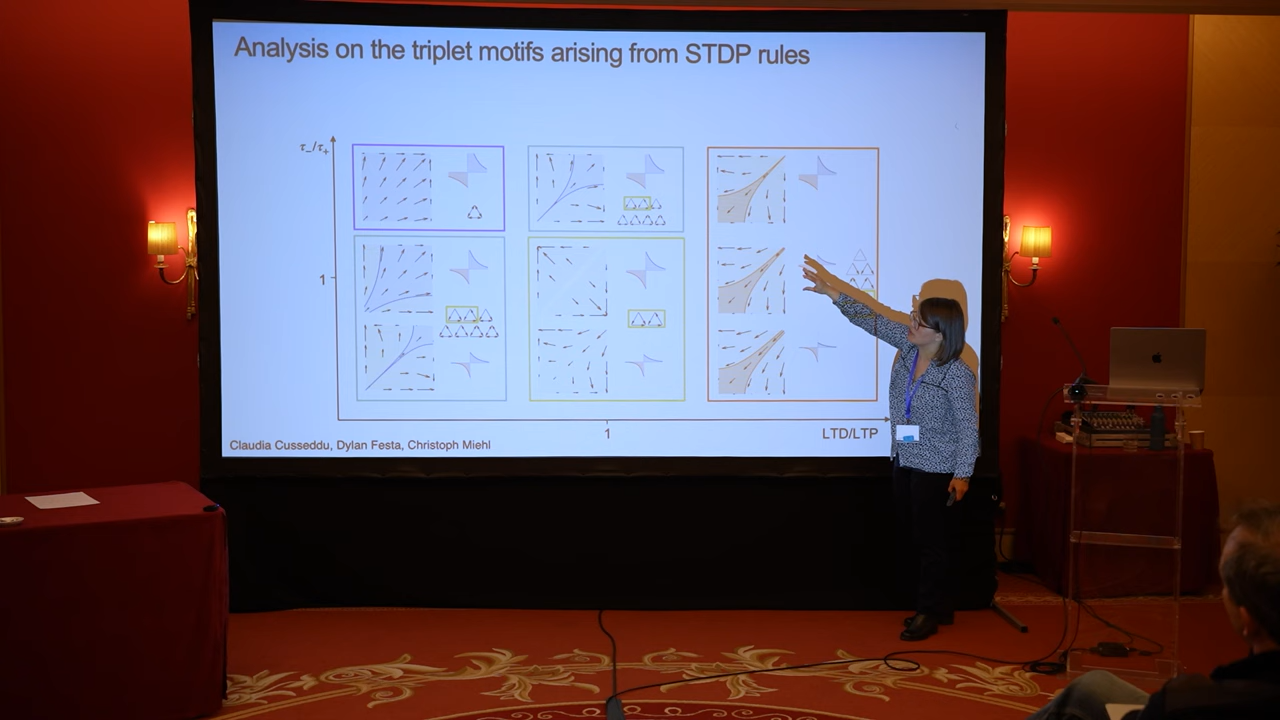 Analysis on the triplet motifs arising from STDP rules
τ₋/τ₊
1
1
LTD/LTP
Claudia Cusseddu, Dylan Festa, Christoph Miehl